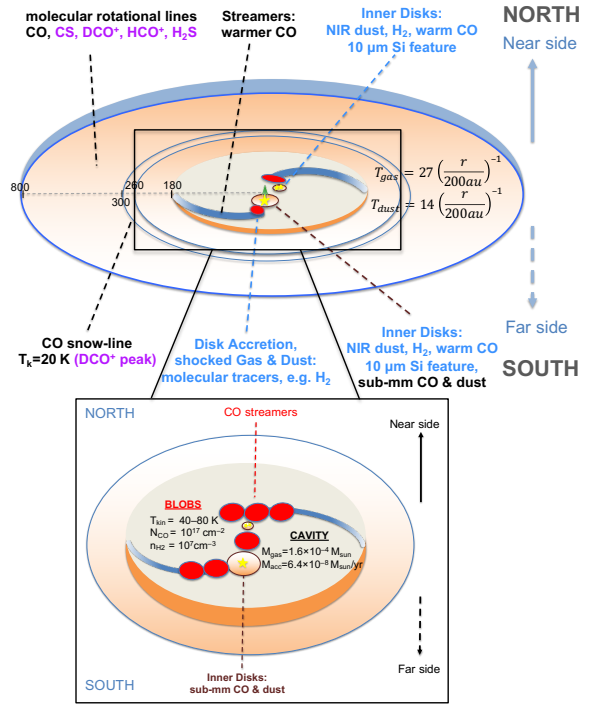 molecular rotational lines
CO, CS, DCO⁺, HCO⁺, H₂S
Streamers:
warmer CO
Inner Disks:
NIR dust, H₂, warm CO
10 µm Si feature
NORTH
Near side
T_gas = 27 (r/200au)⁻¹
T_dust = 14 (r/200au)⁻¹
800
300
260
180
CO snow-line
Tₖ=20 K (DCO⁺ peak)
Disk Accretion,
shocked Gas & Dust:
molecular tracers, e.g. H₂
Inner Disks:
NIR dust, H₂, warm CO
10 µm Si feature,
sub-mm CO & dust
Far side
SOUTH
NORTH
CO streamers
Near side
BLOBS
T_kin = 40–80 K
N_CO = 10¹⁷ cm⁻²
n_H2 = 10⁷cm⁻³
CAVITY
M_gas=1.6×10⁻⁴ M_sun
M_acc=6.4×10⁻⁸ M_sun/yr
Far side
SOUTH
Inner Disks:
sub-mm CO & dust